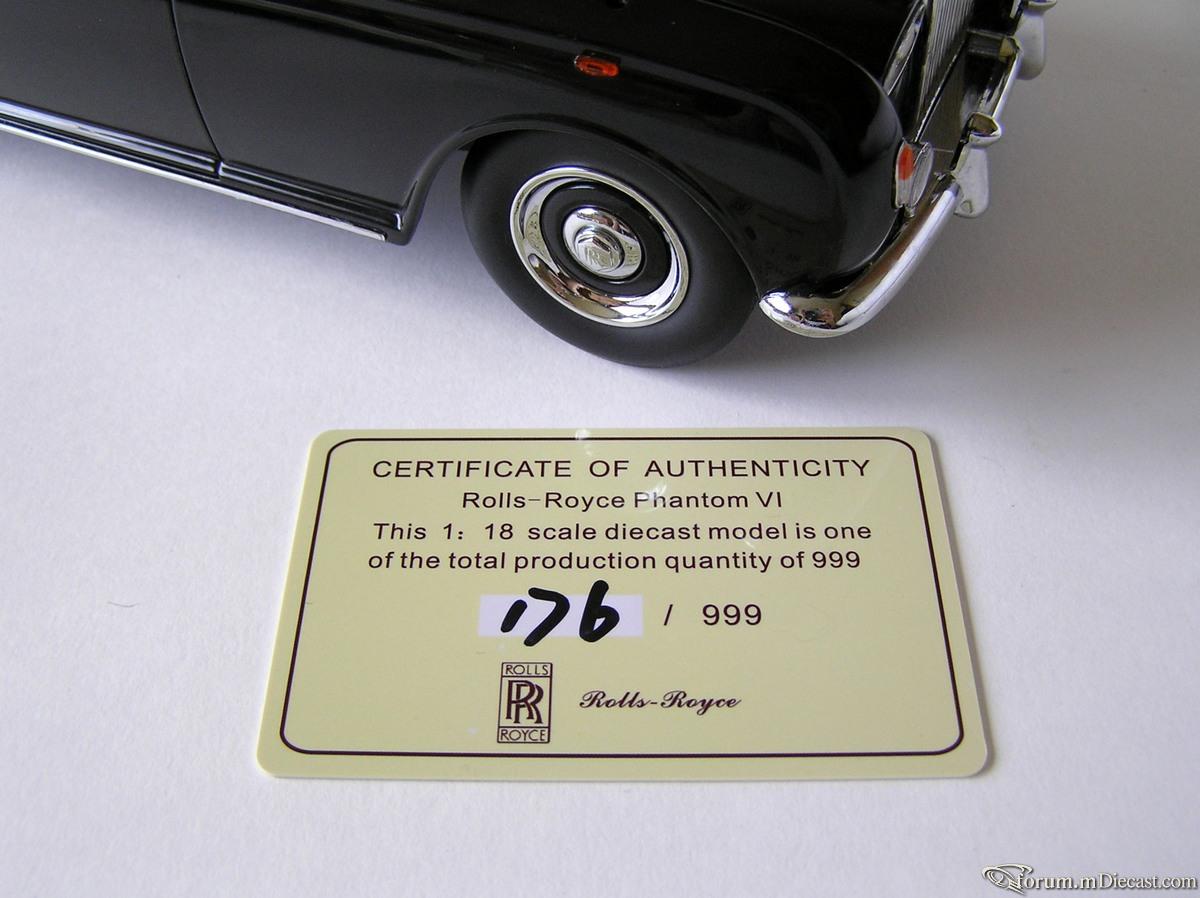 CERTIFICATE OF AUTHENTICITY
Rolls-Royce Phantom VI
This 1: 18 scale diecast model is one
of the total production quantity of 999
176 / 999
ROLLS
RR
ROYCE
Rolls-Royce
forum.mDiecast.com